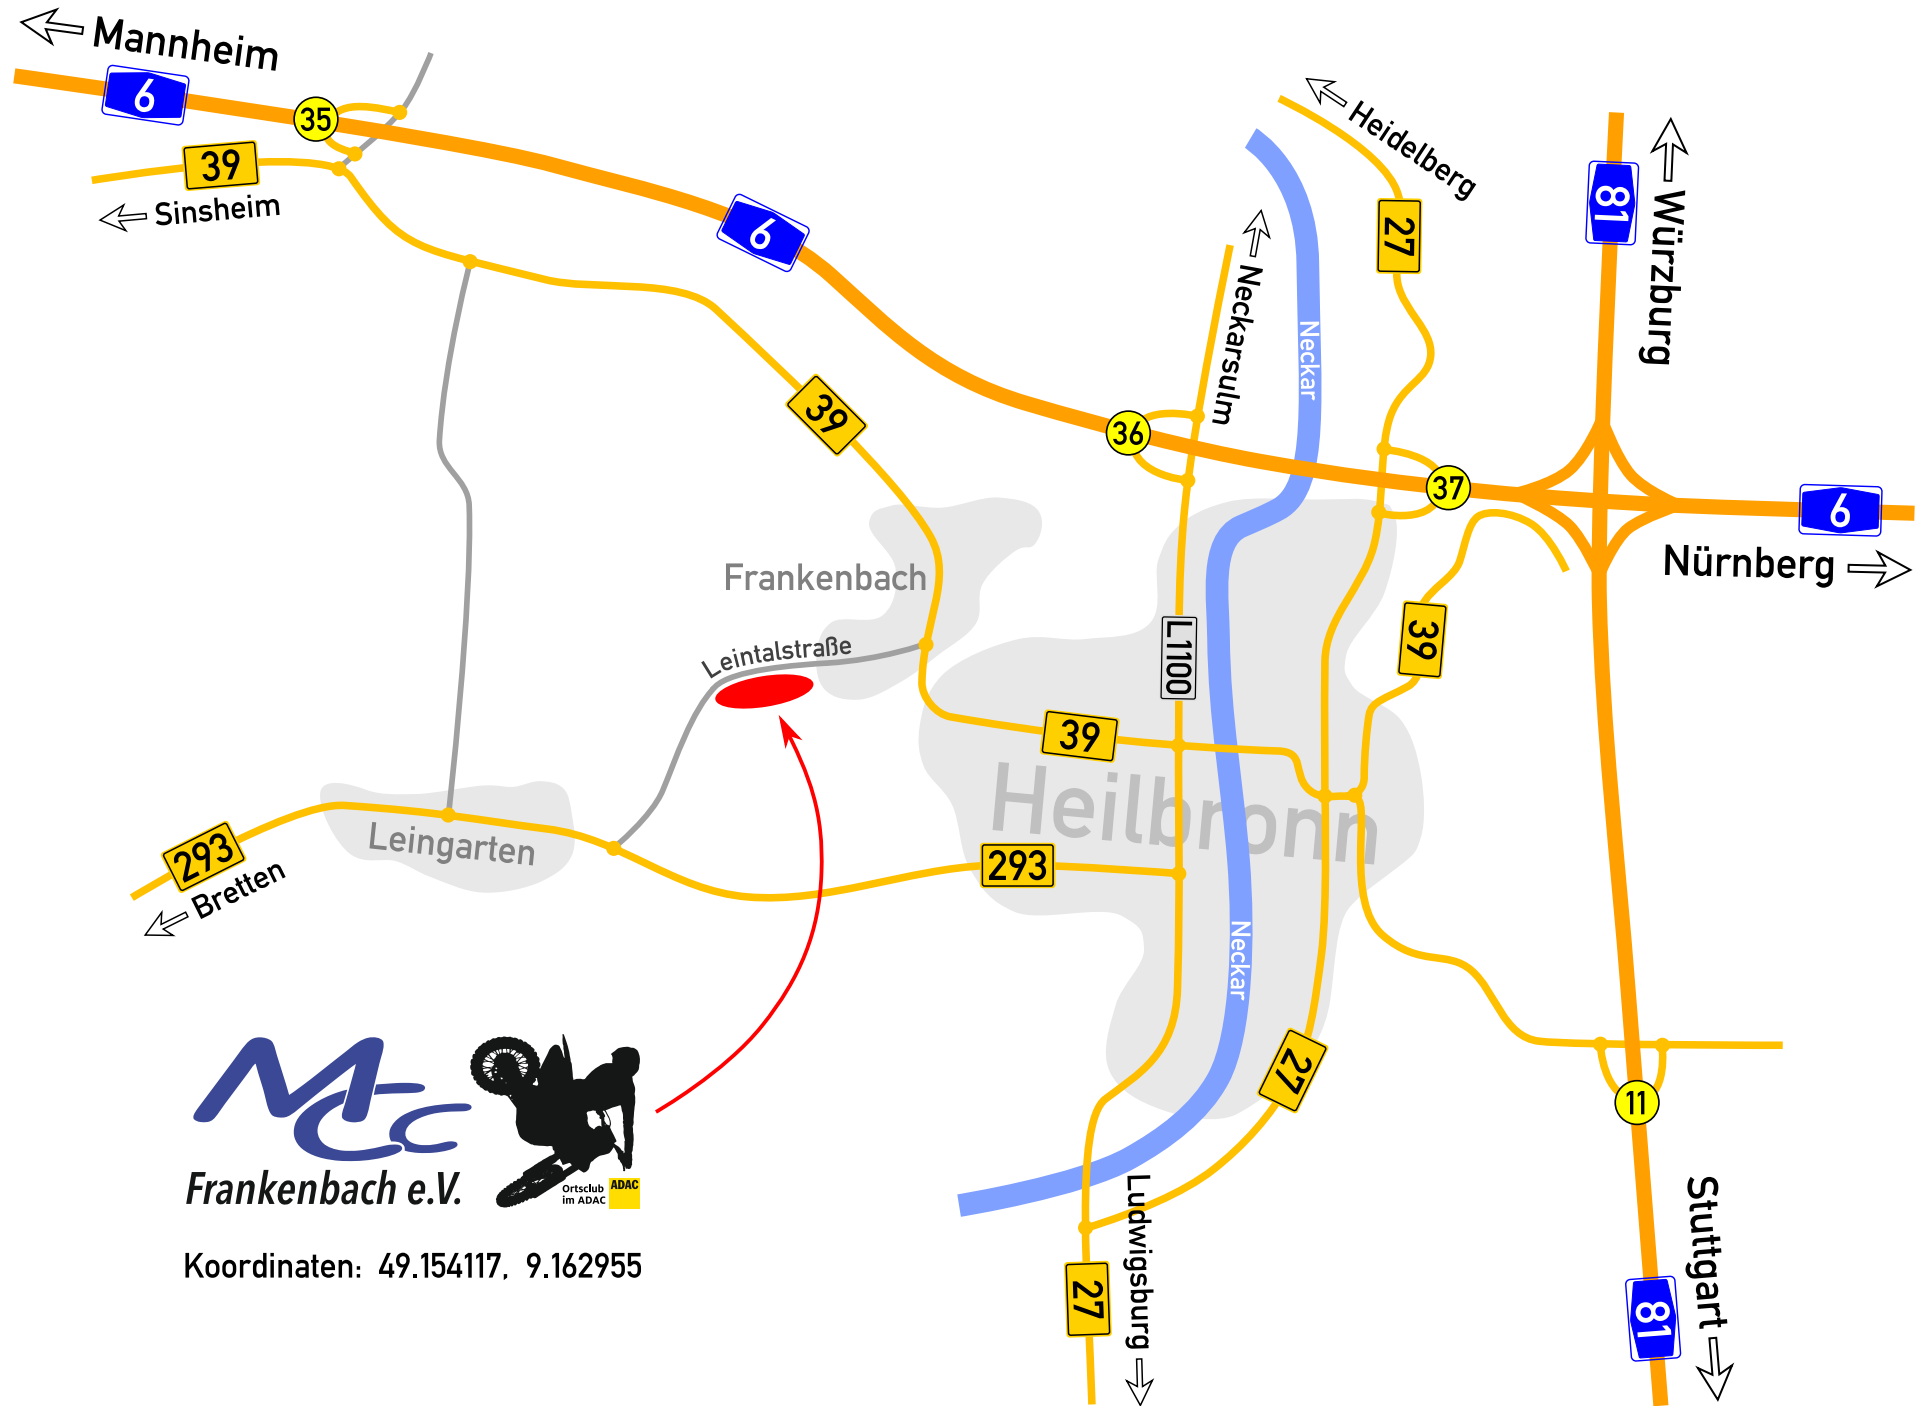 Mannheim
6
35
39
Sinsheim
6
Heidelberg
27
81
Würzburg
Neckarsulm
Neckar
39
36
37
6
Nürnberg
Frankenbach
Leintalstraße
L1100
39
39
Heilbronn
293
Leingarten
293
Bretten
Neckar
27
11
MCC
Frankenbach e.V.
Ortsclub
im ADAC
ADAC
Koordinaten: 49.154117, 9.162955
Ludwigsburg
27
Stuttgart
81